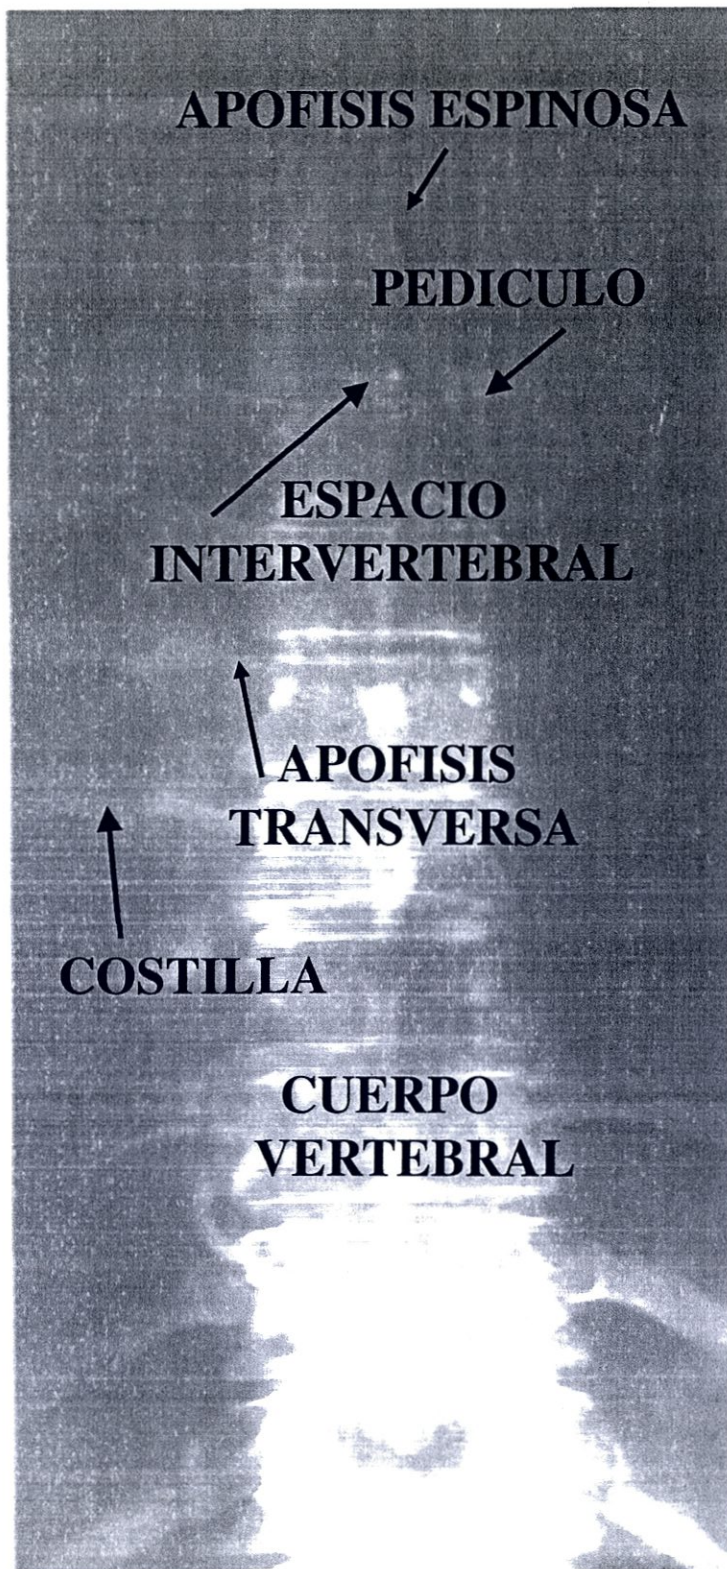 APOFISIS ESPINOSA
PEDICULO
ESPACIO
INTERVERTEBRAL
APOFISIS
TRANSVERSA
COSTILLA
CUERPO
VERTEBRAL